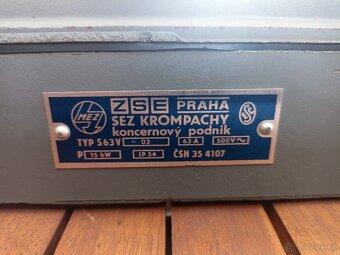 MEZ ZSE PRAHA
SEZ KROMPACHY
koncernový podnik
TYP S63V 03 63 A 500V~
P 15 kW IP 54 ČSN 35 4107